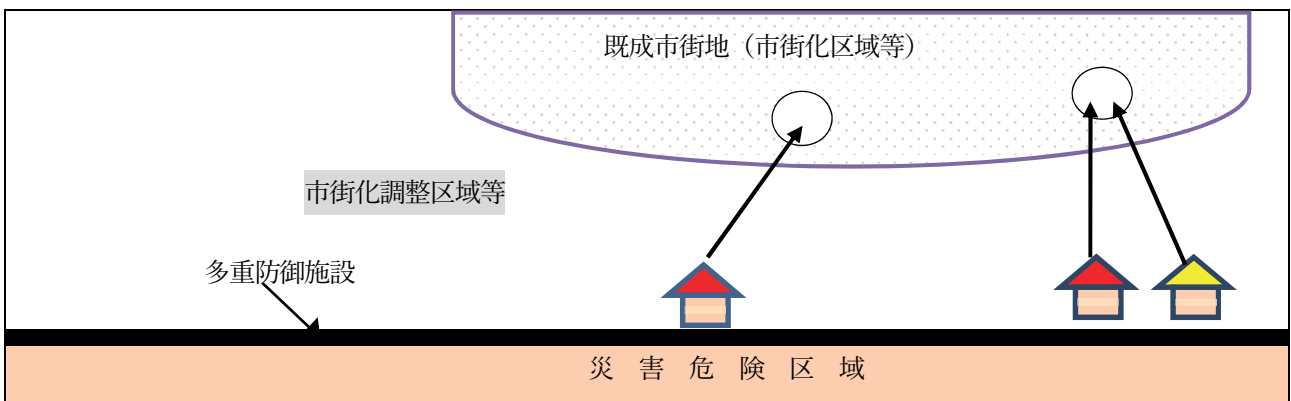 既成市街地（市街化区域等）
市街化調整区域等
多重防御施設
災　害　危　険　区　域